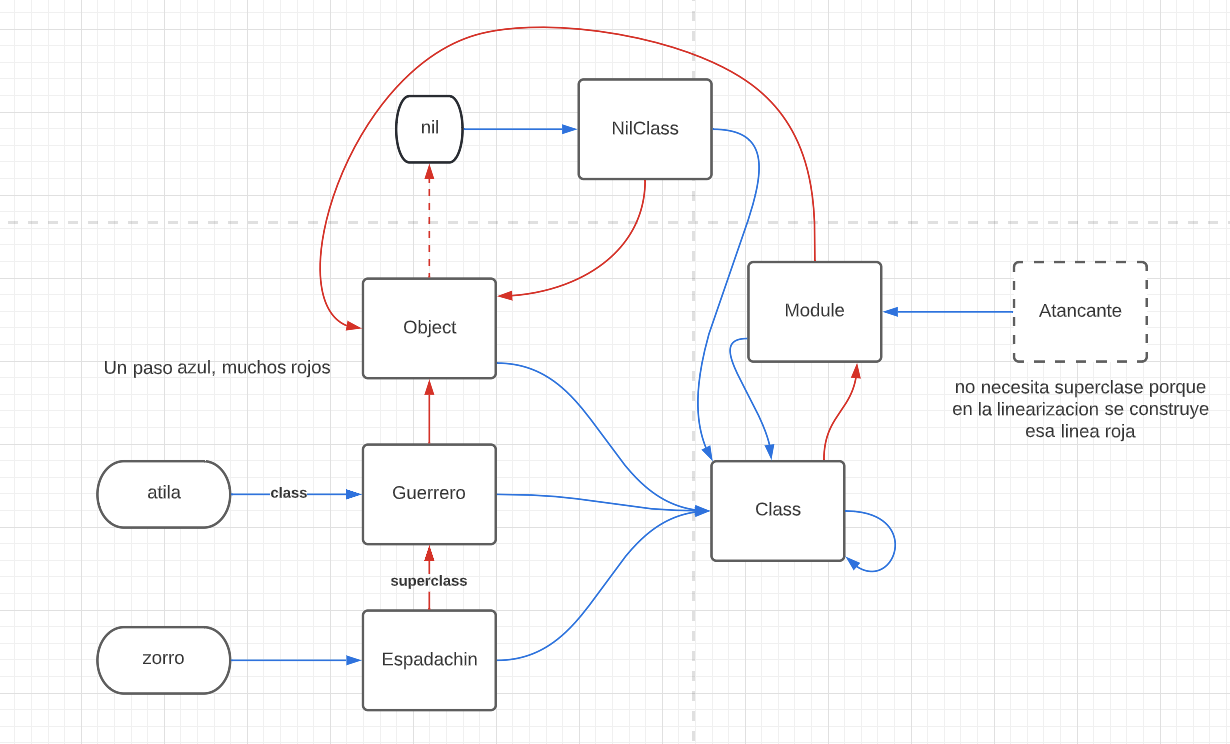 nil
NilClass
Module
Atancante
Object
Un paso azul, muchos rojos
no necesita superclase porque
en la linearizacion se construye
esa linea roja
atila
class
Guerrero
Class
superclass
zorro
Espadachin